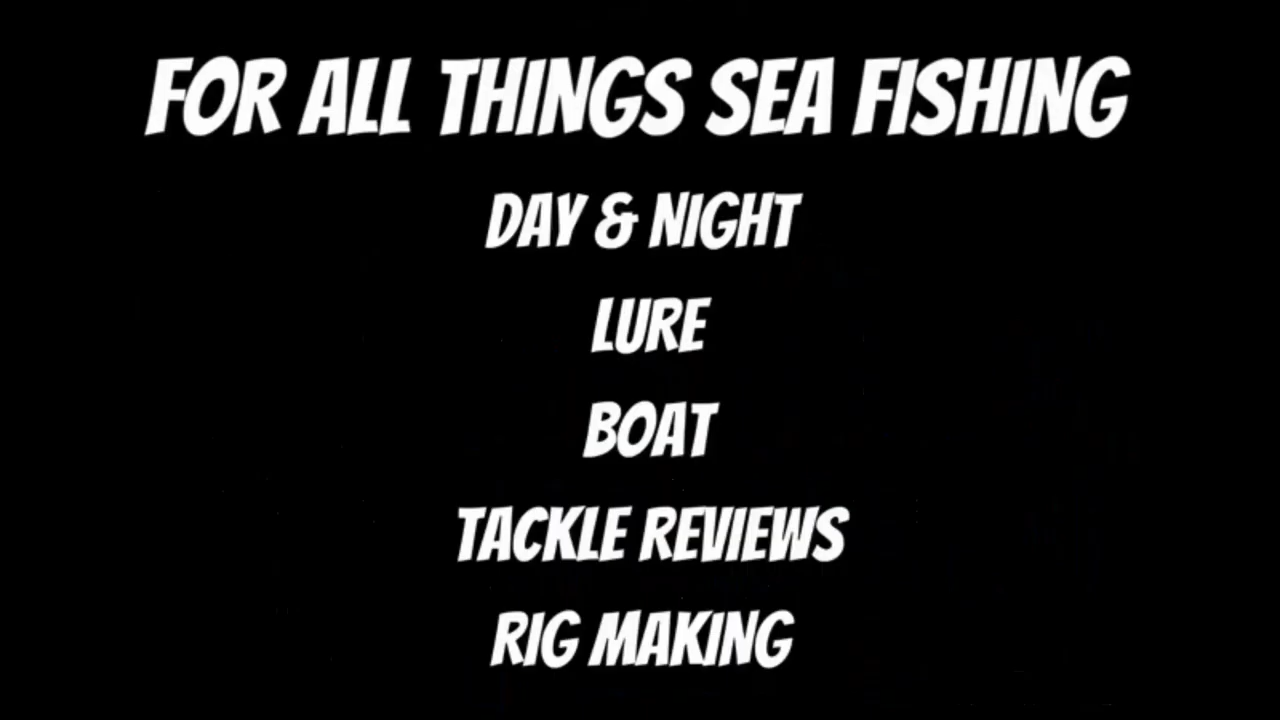 FOR ALL THINGS SEA FISHING
DAY & NIGHT
LURE
BOAT
TACKLE REVIEWS
RIG MAKING